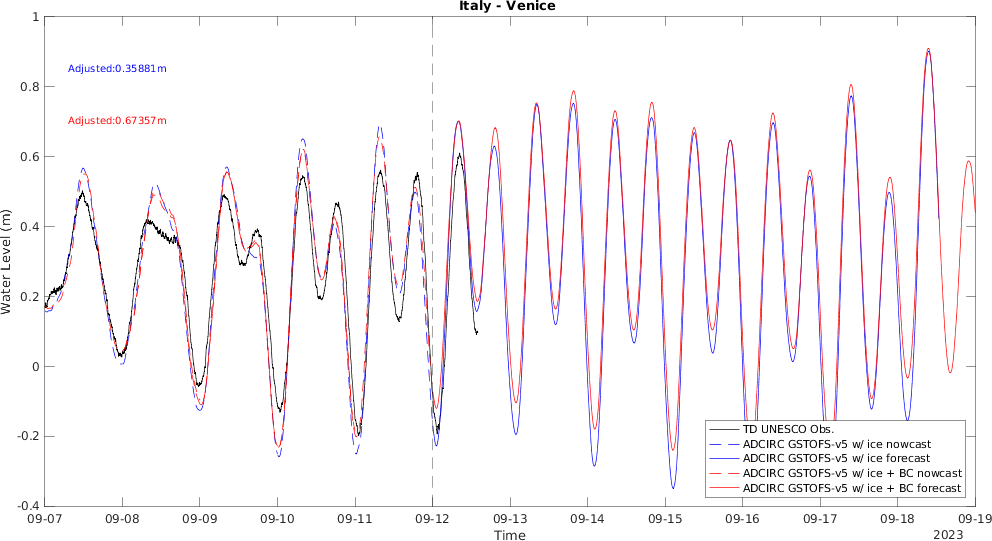 Italy - Venice
Adjusted:0.35881m
Adjusted:0.67357m
Water Level (m)
1
0.8
0.6
0.4
0.2
0
-0.2
-0.4
TD UNESCO Obs.
ADCIRC GSTOFS-v5 w/ ice nowcast
ADCIRC GSTOFS-v5 w/ ice forecast
ADCIRC GSTOFS-v5 w/ ice + BC nowcast
ADCIRC GSTOFS-v5 w/ ice + BC forecast
09-07 09-08 09-09 09-10 09-11 09-12 09-13 09-14 09-15 09-16 09-17 09-18 09-19
Time
2023